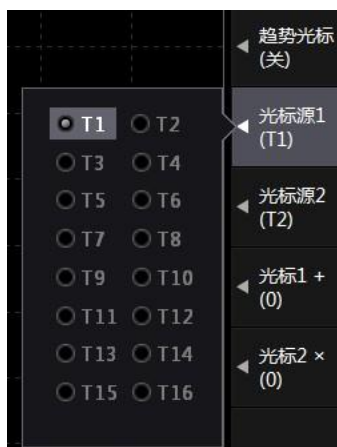 趋势光标
(关)
光标源1
(T1)
光标源2
(T2)
光标1 +
(0)
光标2 ×
(0)
T1 T2
T3 T4
T5 T6
T7 T8
T9 T10
T11 T12
T13 T14
T15 T16